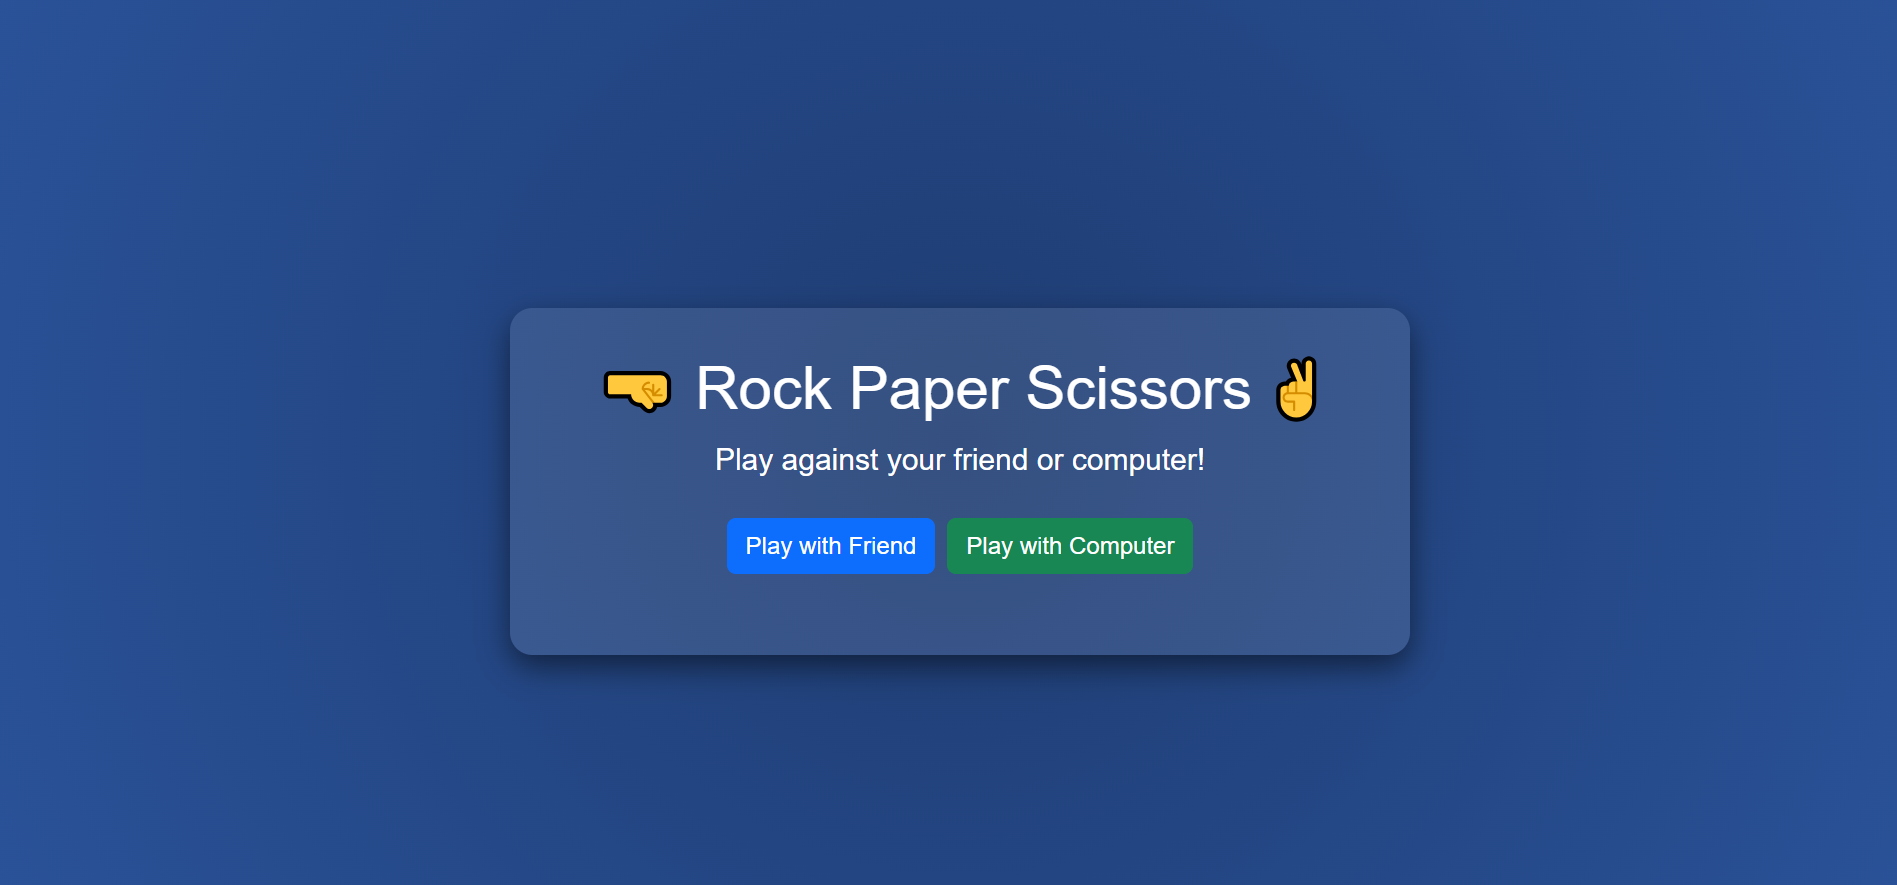 Rock Paper Scissors
Play against your friend or computer!
Play with Friend
Play with Computer